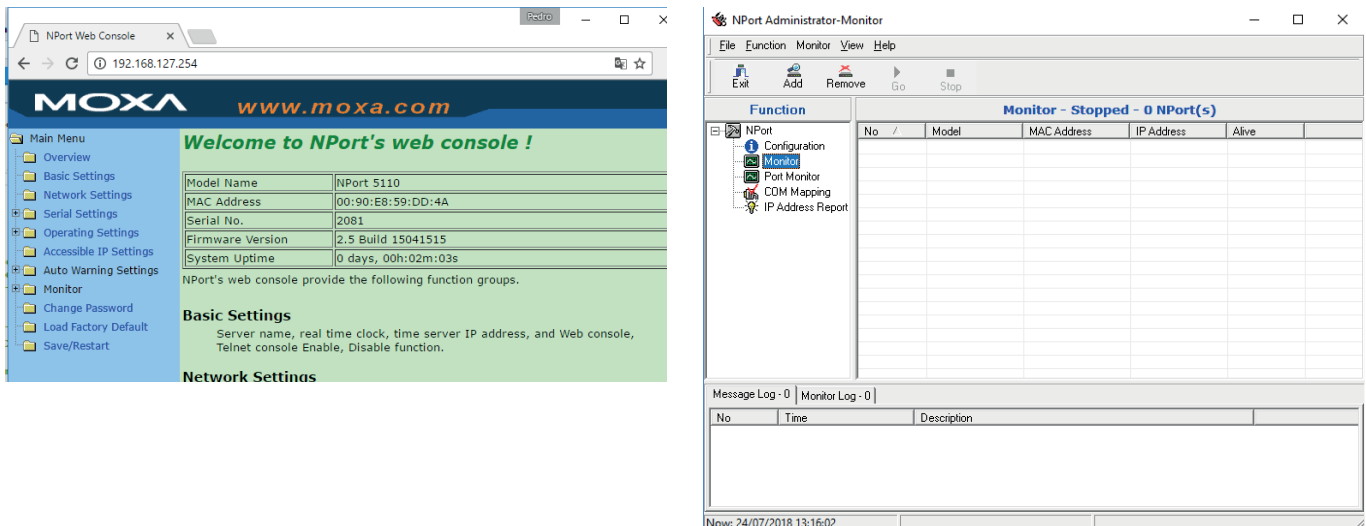 Pedro
NPort Web Console
192.168.127.254
MOXA www.moxa.com
Main Menu
Overview
Basic Settings
Network Settings
Serial Settings
Operating Settings
Accessible IP Settings
Auto Warning Settings
Monitor
Change Password
Load Factory Default
Save/Restart
Welcome to NPort's web console !
Model Name NPort 5110
MAC Address 00:90:E8:59:DD:4A
Serial No. 2081
Firmware Version 2.5 Build 15041515
System Uptime 0 days, 00h:02m:03s
NPort's web console provide the following function groups.
Basic Settings
Server name, real time clock, time server IP address, and Web console,
Telnet console Enable, Disable function.
Network Settings
NPort Administrator-Monitor
File Function Monitor View Help
Exit Add Remove Go Stop
Function
NPort
Configuration
Monitor
Port Monitor
COM Mapping
IP Address Report
Monitor - Stopped - 0 NPort(s)
No Model MAC Address IP Address Alive
Message Log - 0 Monitor Log - 0
No Time Description
Now: 24/07/2018 13:16:02